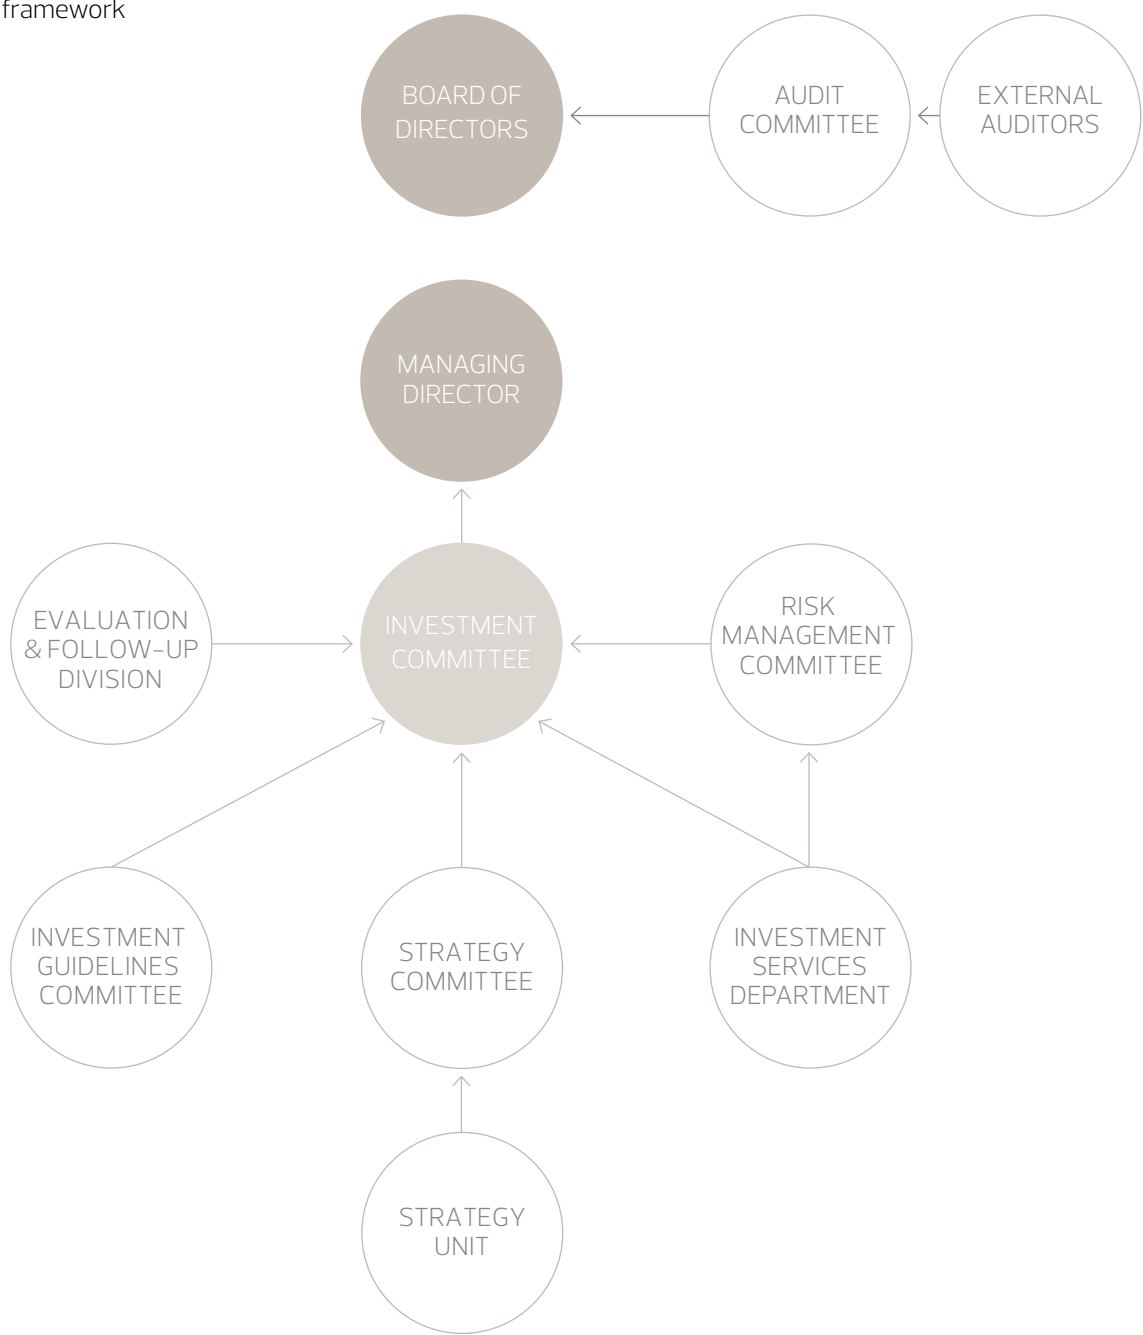 framework
BOARD OF
DIRECTORS
AUDIT
COMMITTEE
EXTERNAL
AUDITORS
MANAGING
DIRECTOR
EVALUATION
& FOLLOW-UP
DIVISION
INVESTMENT
COMMITTEE
RISK
MANAGEMENT
COMMITTEE
INVESTMENT
GUIDELINES
COMMITTEE
STRATEGY
COMMITTEE
INVESTMENT
SERVICES
DEPARTMENT
STRATEGY
UNIT